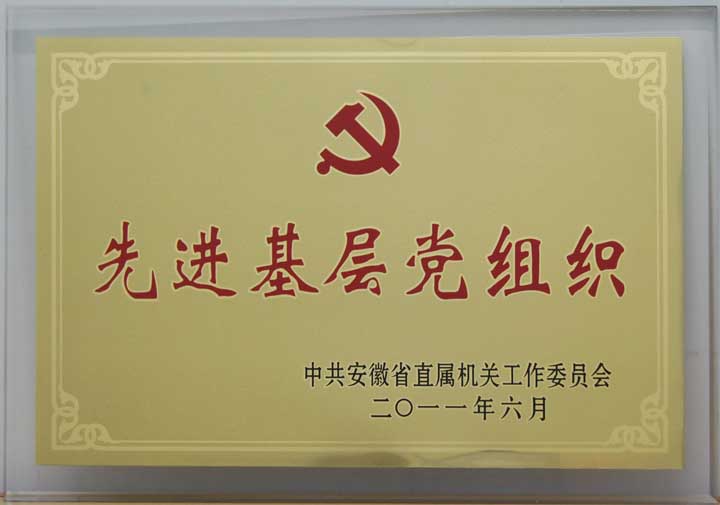 先进基层党组织
中共安徽省直属机关工作委员会
二〇一一年六月